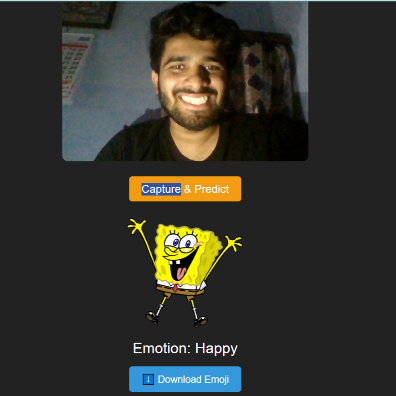 Capture & Predict
Emotion: Happy
⬇ Download Emoji